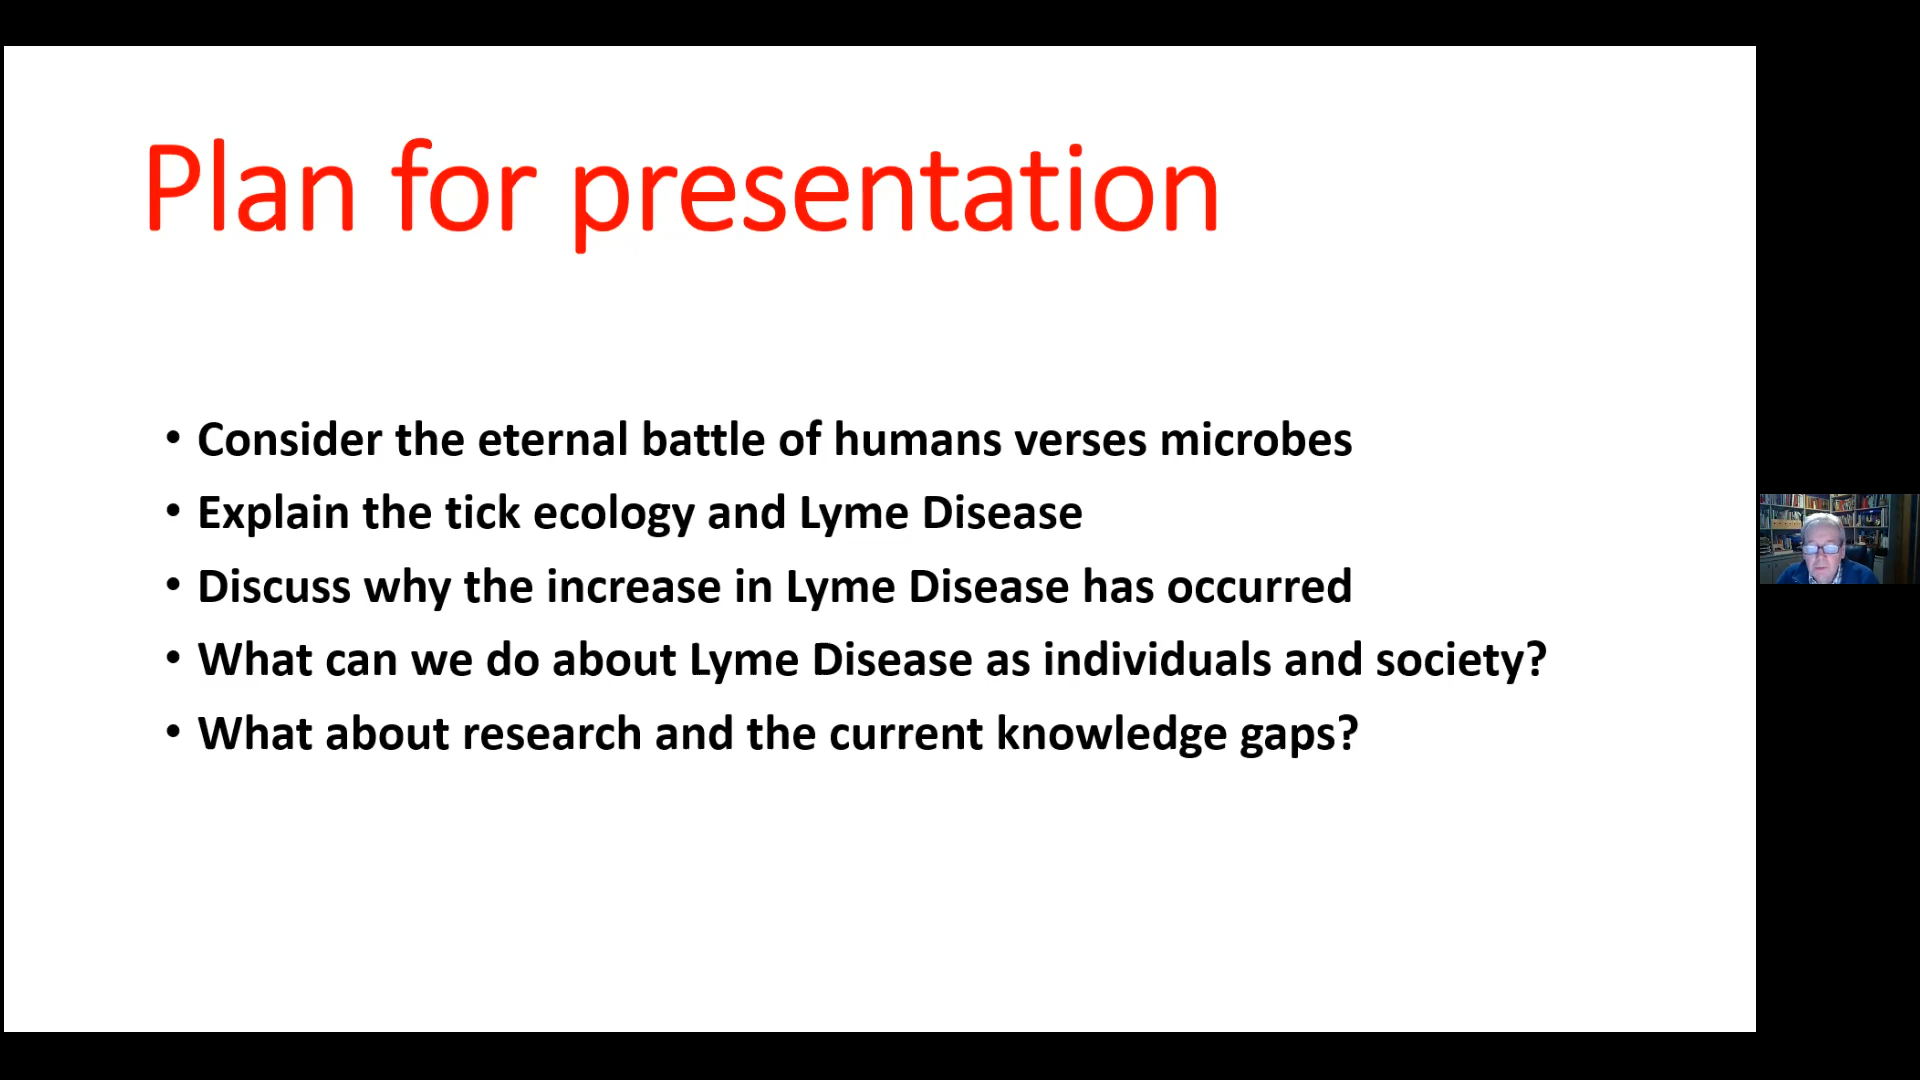 Plan for presentation
• Consider the eternal battle of humans verses microbes
• Explain the tick ecology and Lyme Disease
• Discuss why the increase in Lyme Disease has occurred
• What can we do about Lyme Disease as individuals and society?
• What about research and the current knowledge gaps?